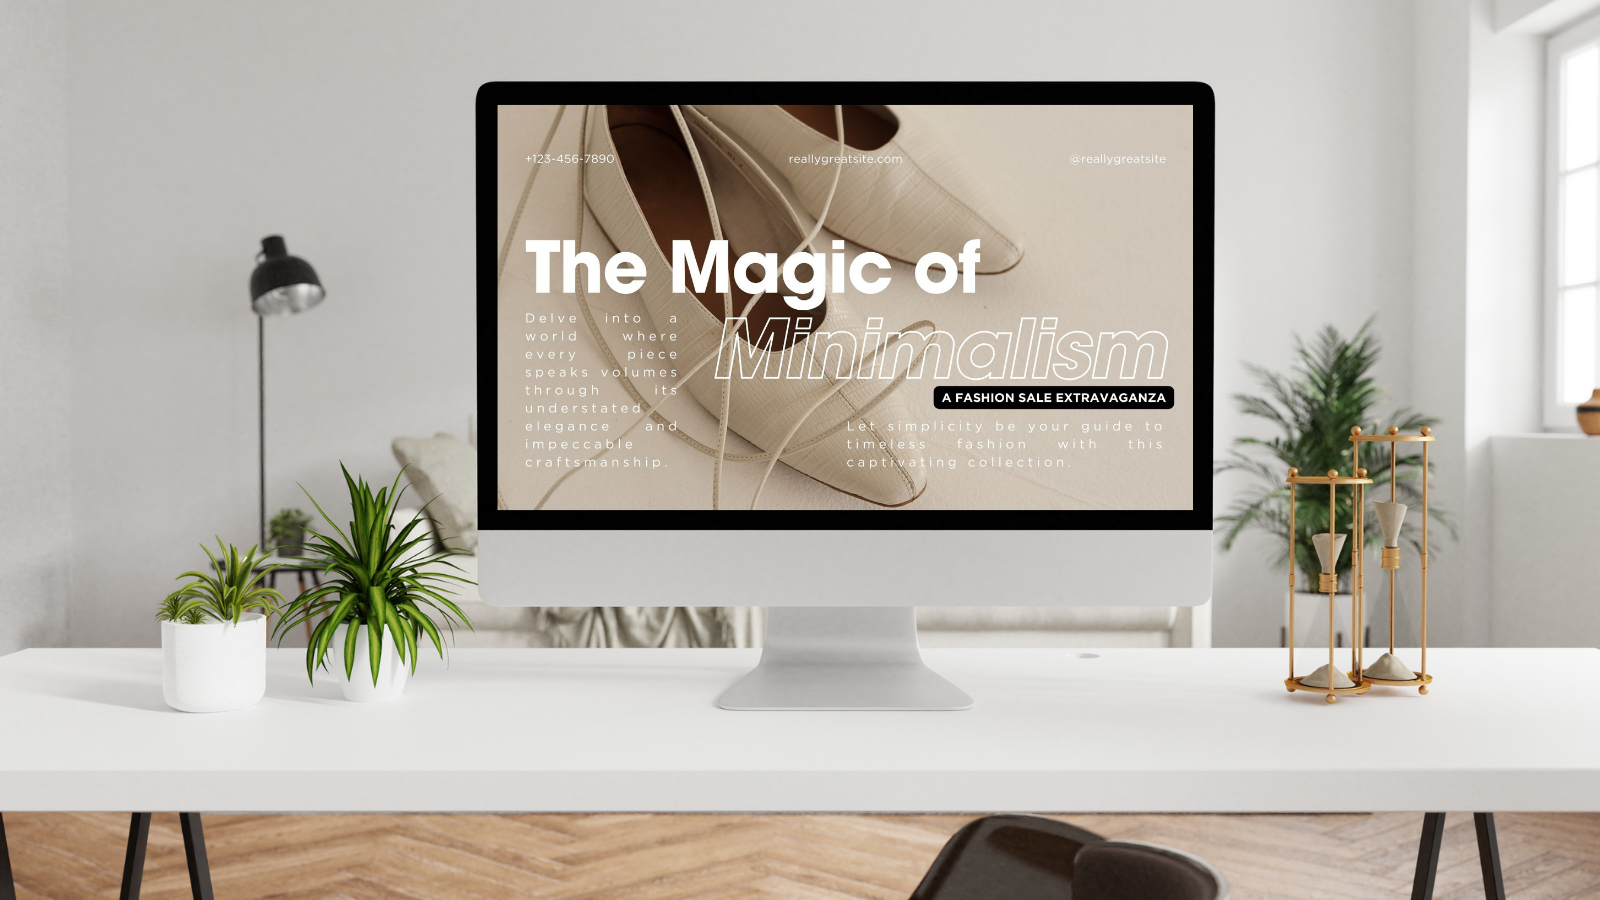 +123-456-7890
reallygreatsite.com
@reallygreatsite
The Magic of
Minimalism
A FASHION SALE EXTRAVAGANZA
Delve into a
world where
every piece
speaks volumes
through its
understated
elegance and
impeccable
craftsmanship.
Let simplicity be your guide to
timeless fashion with this
captivating collection.